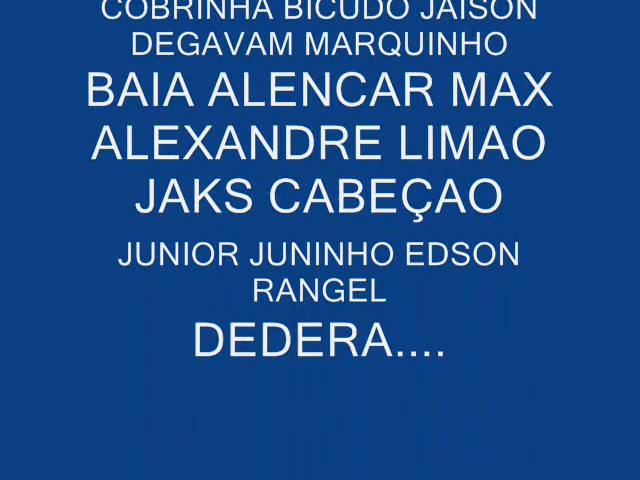 COBRINHA BICUDO JAISON
DEGAVAM MARQUINHO
BAIA ALENCAR MAX
ALEXANDRE LIMAO
JAKS CABEÇAO
JUNIOR JUNINHO EDSON
RANGEL
DEDERA....